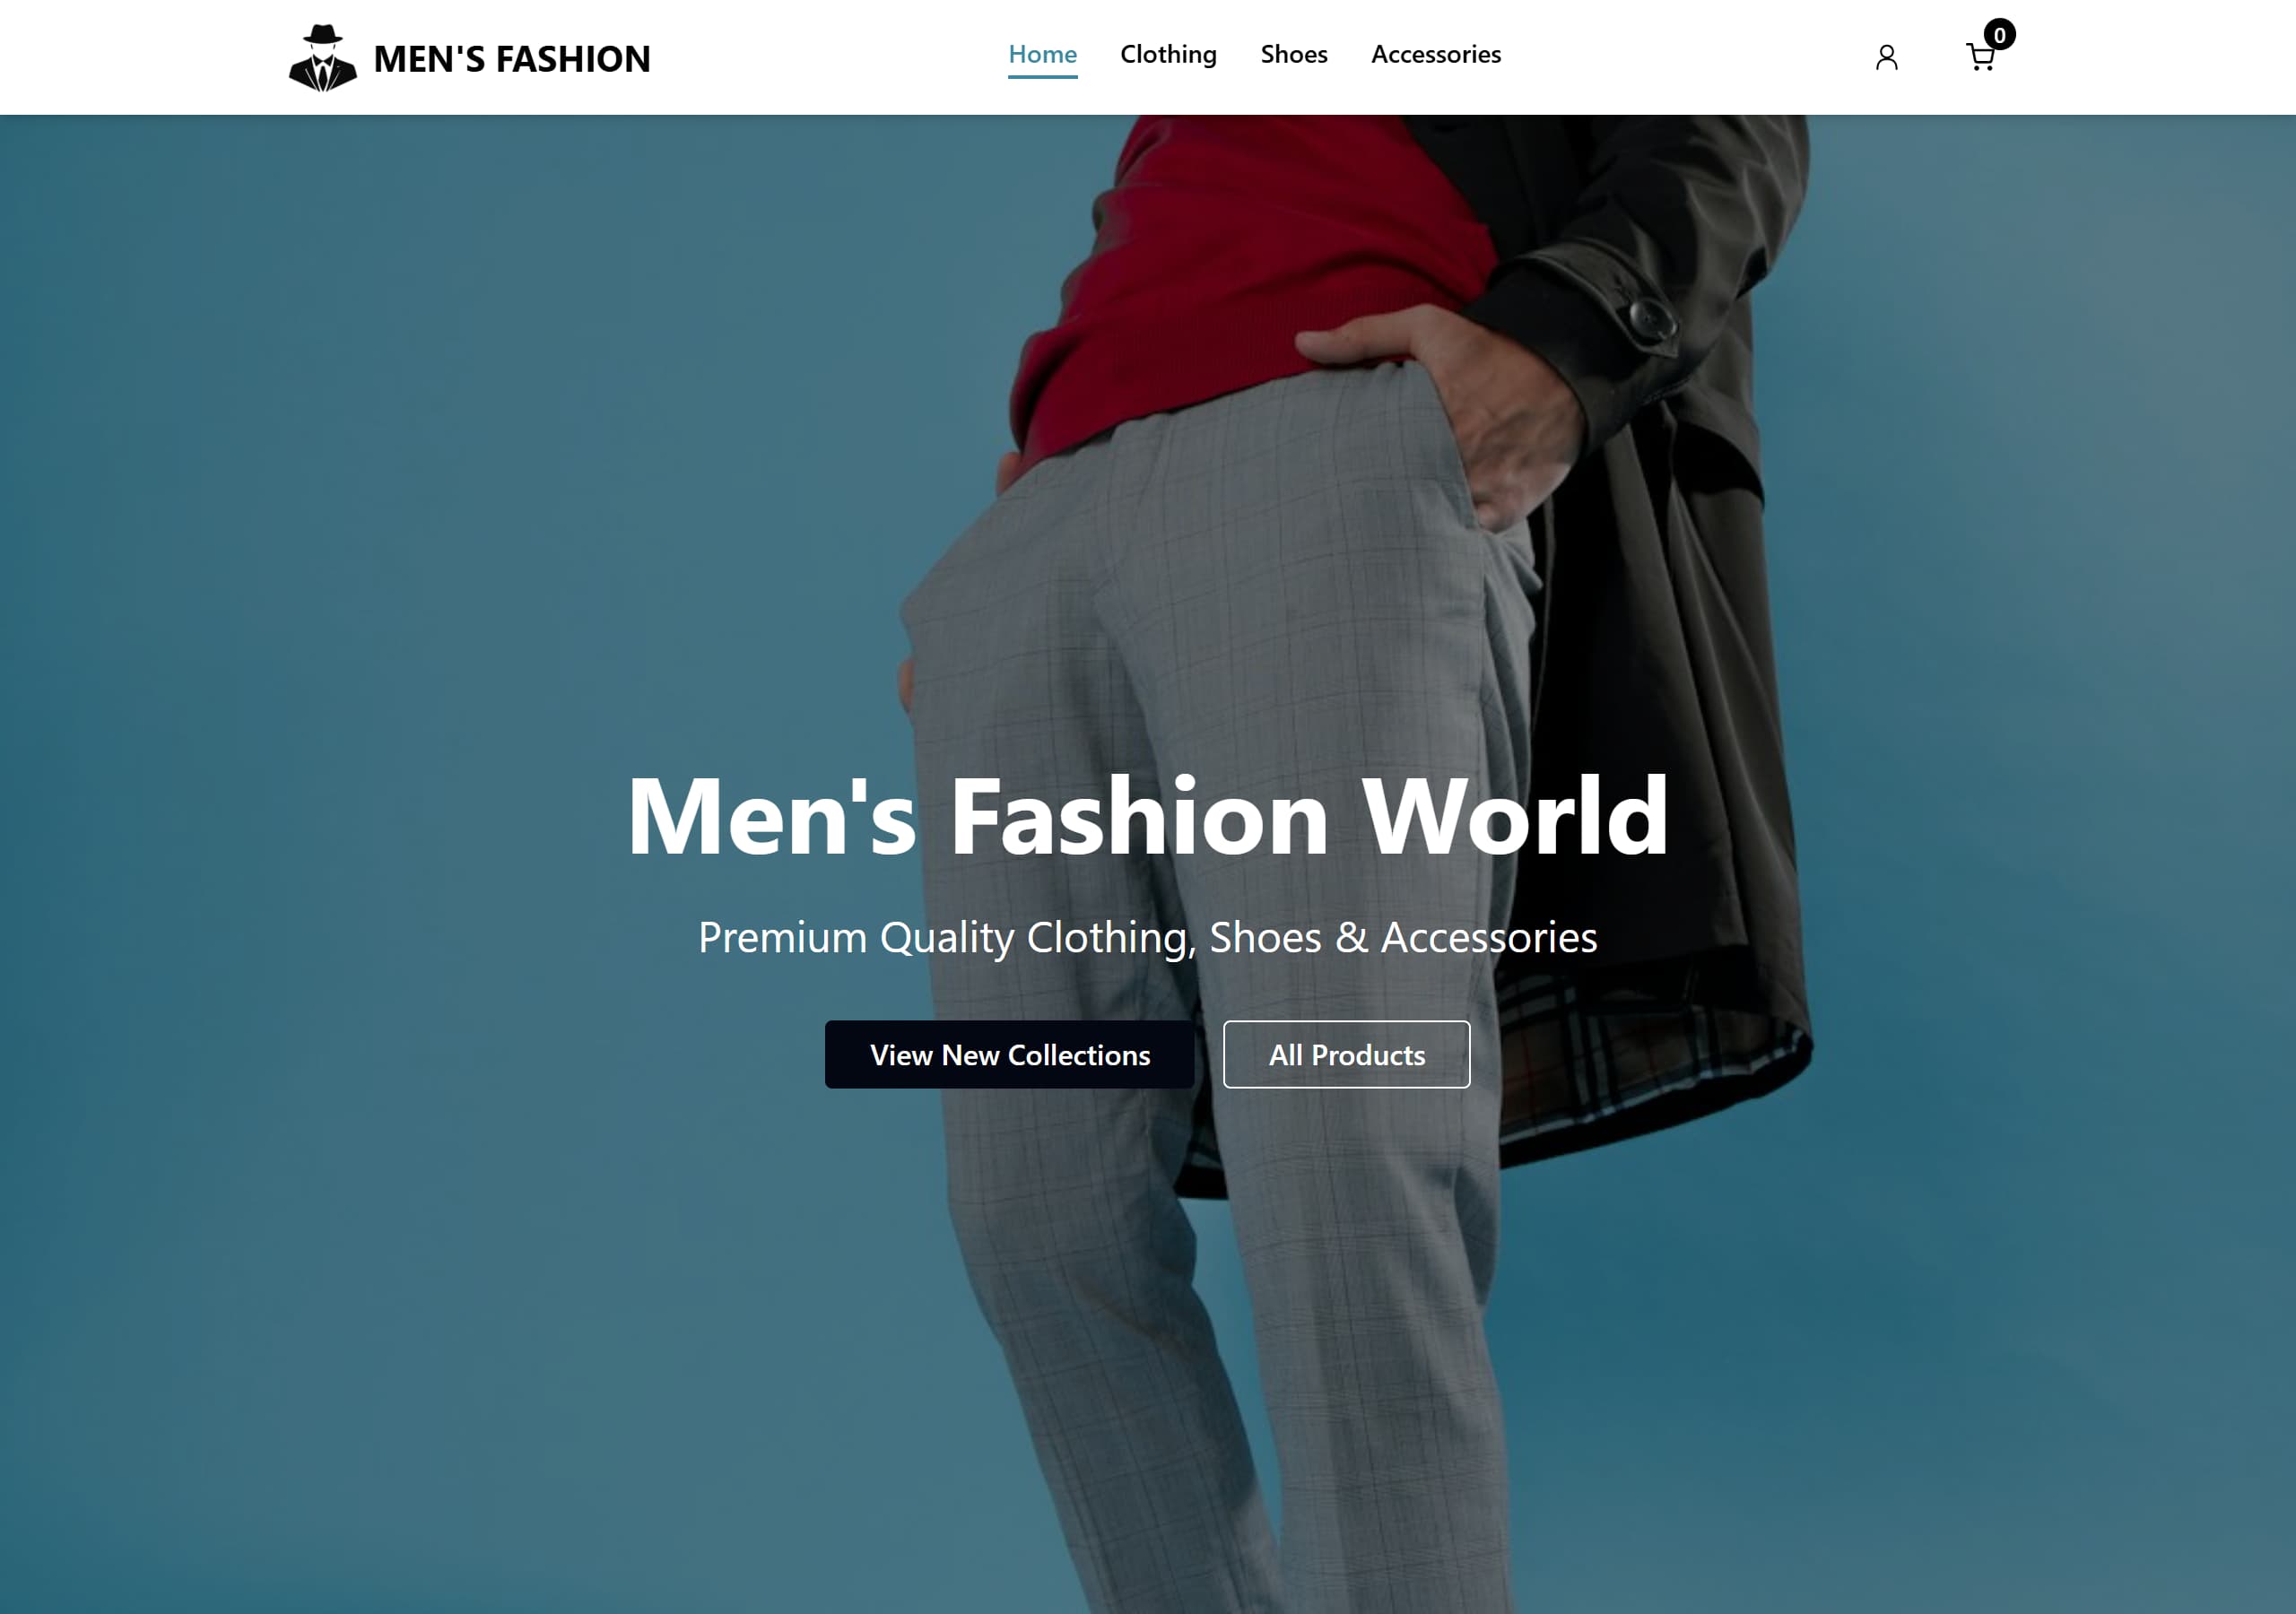 MEN'S FASHION
Home
Clothing
Shoes
Accessories
0
Men's Fashion World
Premium Quality Clothing, Shoes & Accessories
View New Collections
All Products